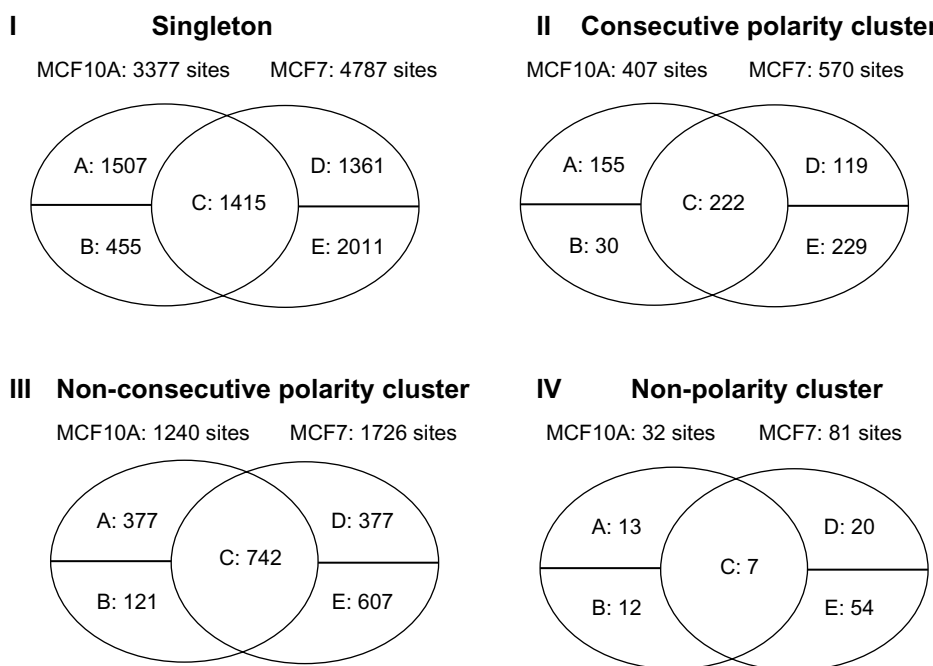 I Singleton
MCF10A: 3377 sites MCF7: 4787 sites
A: 1507
D: 1361
C: 1415
B: 455
E: 2011
II Consecutive polarity cluster
MCF10A: 407 sites MCF7: 570 sites
A: 155
D: 119
C: 222
B: 30
E: 229
III Non-consecutive polarity cluster
MCF10A: 1240 sites MCF7: 1726 sites
A: 377
D: 377
C: 742
B: 121
E: 607
IV Non-polarity cluster
MCF10A: 32 sites MCF7: 81 sites
A: 13
D: 20
C: 7
B: 12
E: 54